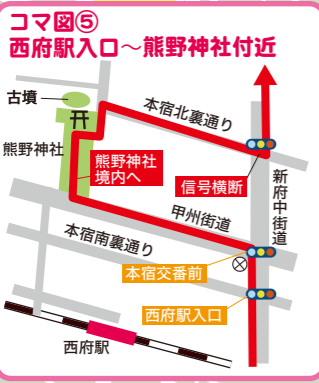 コマ図⑤
西府駅入口～熊野神社付近
古墳
本宿北裏通り
熊野神社
熊野神社
境内へ
信号横断
新府中街道
甲州街道
本宿南裏通り
本宿交番前
西府駅入口
西府駅